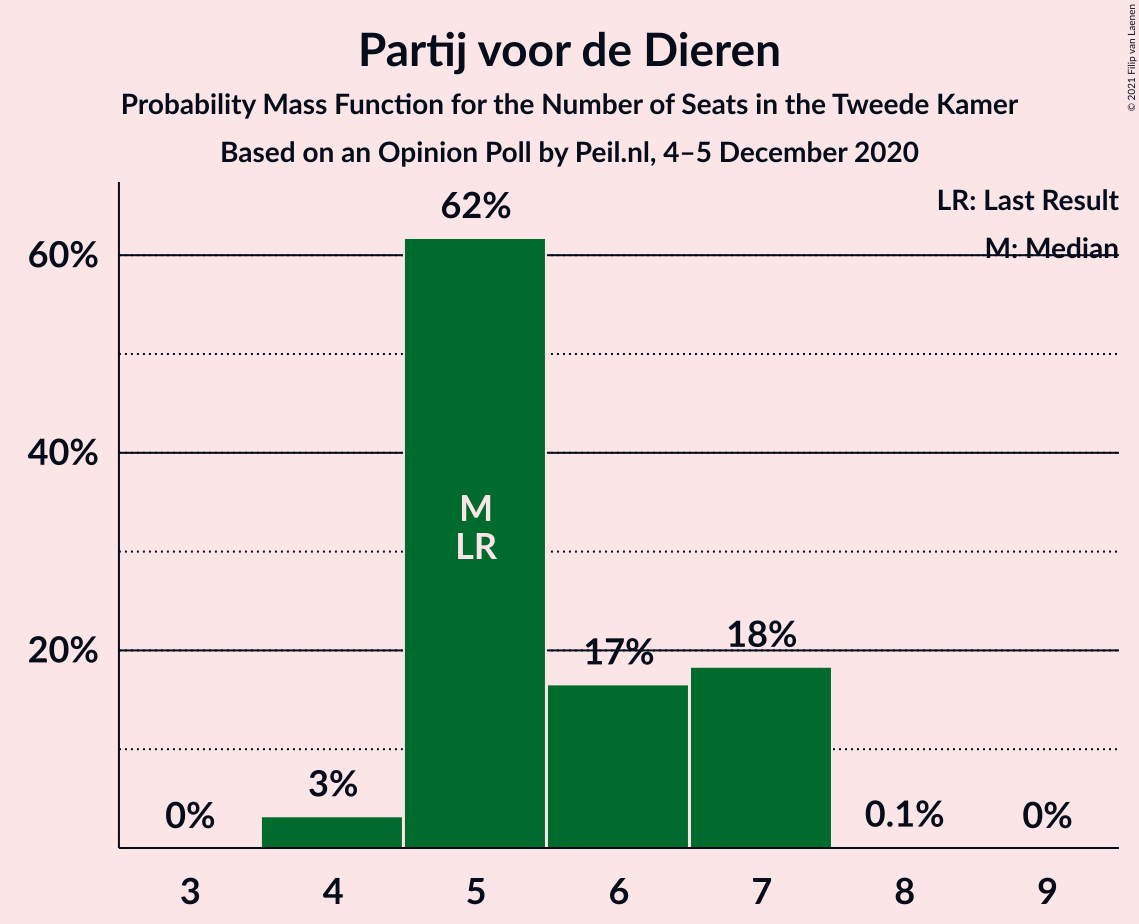 Partij voor de Dieren
Probability Mass Function for the Number of Seats in the Tweede Kamer
Based on an Opinion Poll by Peil.nl, 4–5 December 2020
© 2021 Filip van Laenen
LR: Last Result
M: Median
60%
40%
20%
0%
3%
62%
M
LR
17%
18%
0.1%
0%
3 4 5 6 7 8 9